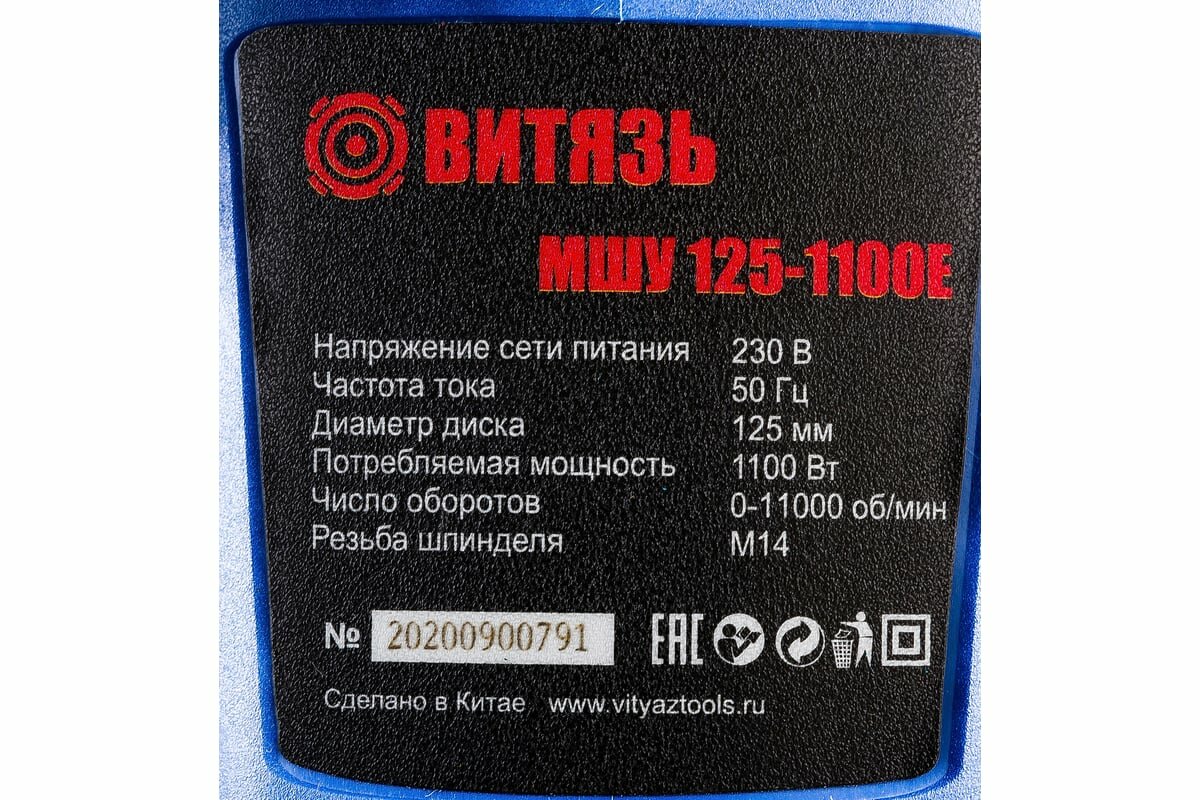 ВИТЯЗЬ
МШУ 125-1100Е
Напряжение сети питания 230 В
Частота тока 50 Гц
Диаметр диска 125 мм
Потребляемая мощность 1100 Вт
Число оборотов 0-11000 об/мин
Резьба шпинделя М14
№ 20200900791 EAC
Сделано в Китае www.vityaztools.ru